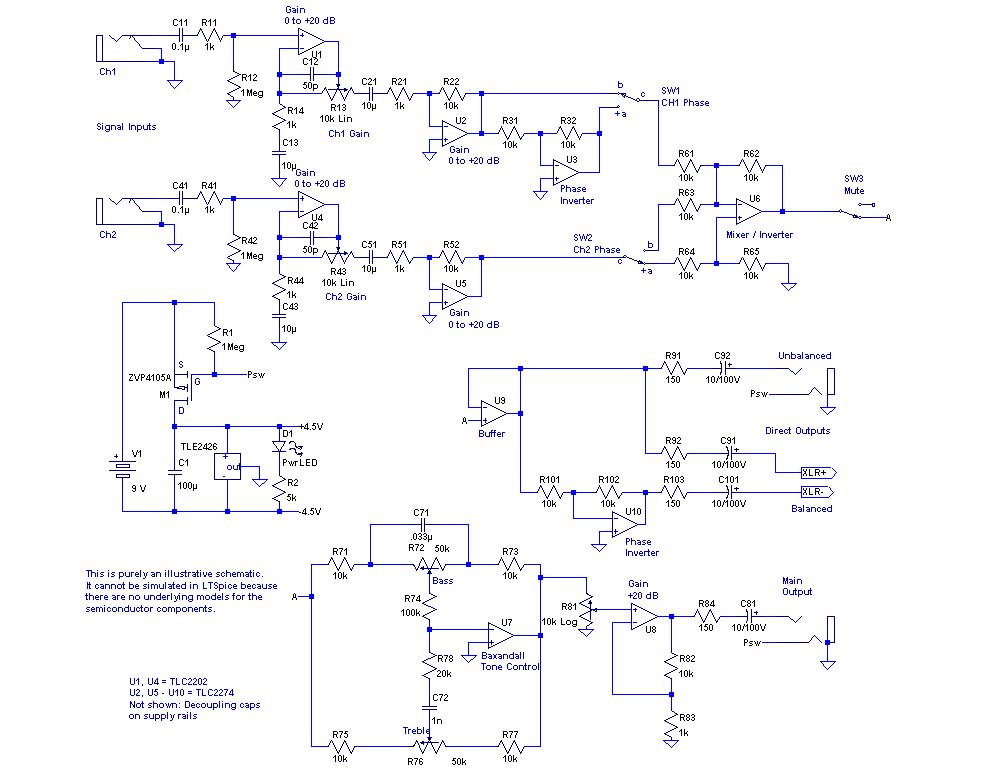 Gain
0 to +20 dB
C11
0.1µ
R11
1k
U1
Ch1
R12
1Meg
C12
50p
R13
10k Lin
Ch1 Gain
C21
10µ
R21
1k
R22
10k
R14
1k
C13
10µ
U2
Gain
0 to +20 dB
R31
10k
R32
10k
U3
Phase
Inverter
b
c
+a
SW1
CH1 Phase
Signal Inputs
R61
10k
R62
10k
R63
10k
U6
Mixer / Inverter
SW3
Mute
A
R64
10k
R65
10k
Gain
0 to +20 dB
C41
0.1µ
R41
1k
U4
Ch2
R42
1Meg
C42
50p
R43
10k Lin
Ch2 Gain
C51
10µ
R51
1k
R52
10k
R44
1k
C43
10µ
U5
Gain
0 to +20 dB
SW2
Ch2 Phase
b
c
+a
R1
1Meg
ZVP4105A
S
G
M1
D
Psw
+4.5V
V1
9 V
C1
100µ
TLE2426
+
out
-
D1
PwrLED
R2
5k
-4.5V
U9
A
Buffer
R91
150
C92
+
10/100V
Unbalanced
Psw
Direct Outputs
R92
150
C91
+
10/100V
XLR+
R101
10k
R102
10k
R103
150
C101
+
10/100V
XLR-
Balanced
U10
Phase
Inverter
This is purely an illustrative schematic.
It cannot be simulated in LTSpice because
there are no underlying models for the
semiconductor components.
C71
.033µ
R71
10k
R72
50k
Bass
R73
10k
A
R74
100k
U7
Baxandall
Tone Control
R78
20k
C72
1n
Treble
R75
10k
R76
50k
R77
10k
R81
10k Log
Gain
+20 dB
U8
R84
150
C81
+
10/100V
Main
Output
Psw
R82
10k
R83
1k
U1, U4 = TLC2202
U2, U5 - U10 = TLC2274
Not shown: Decoupling caps
on supply rails